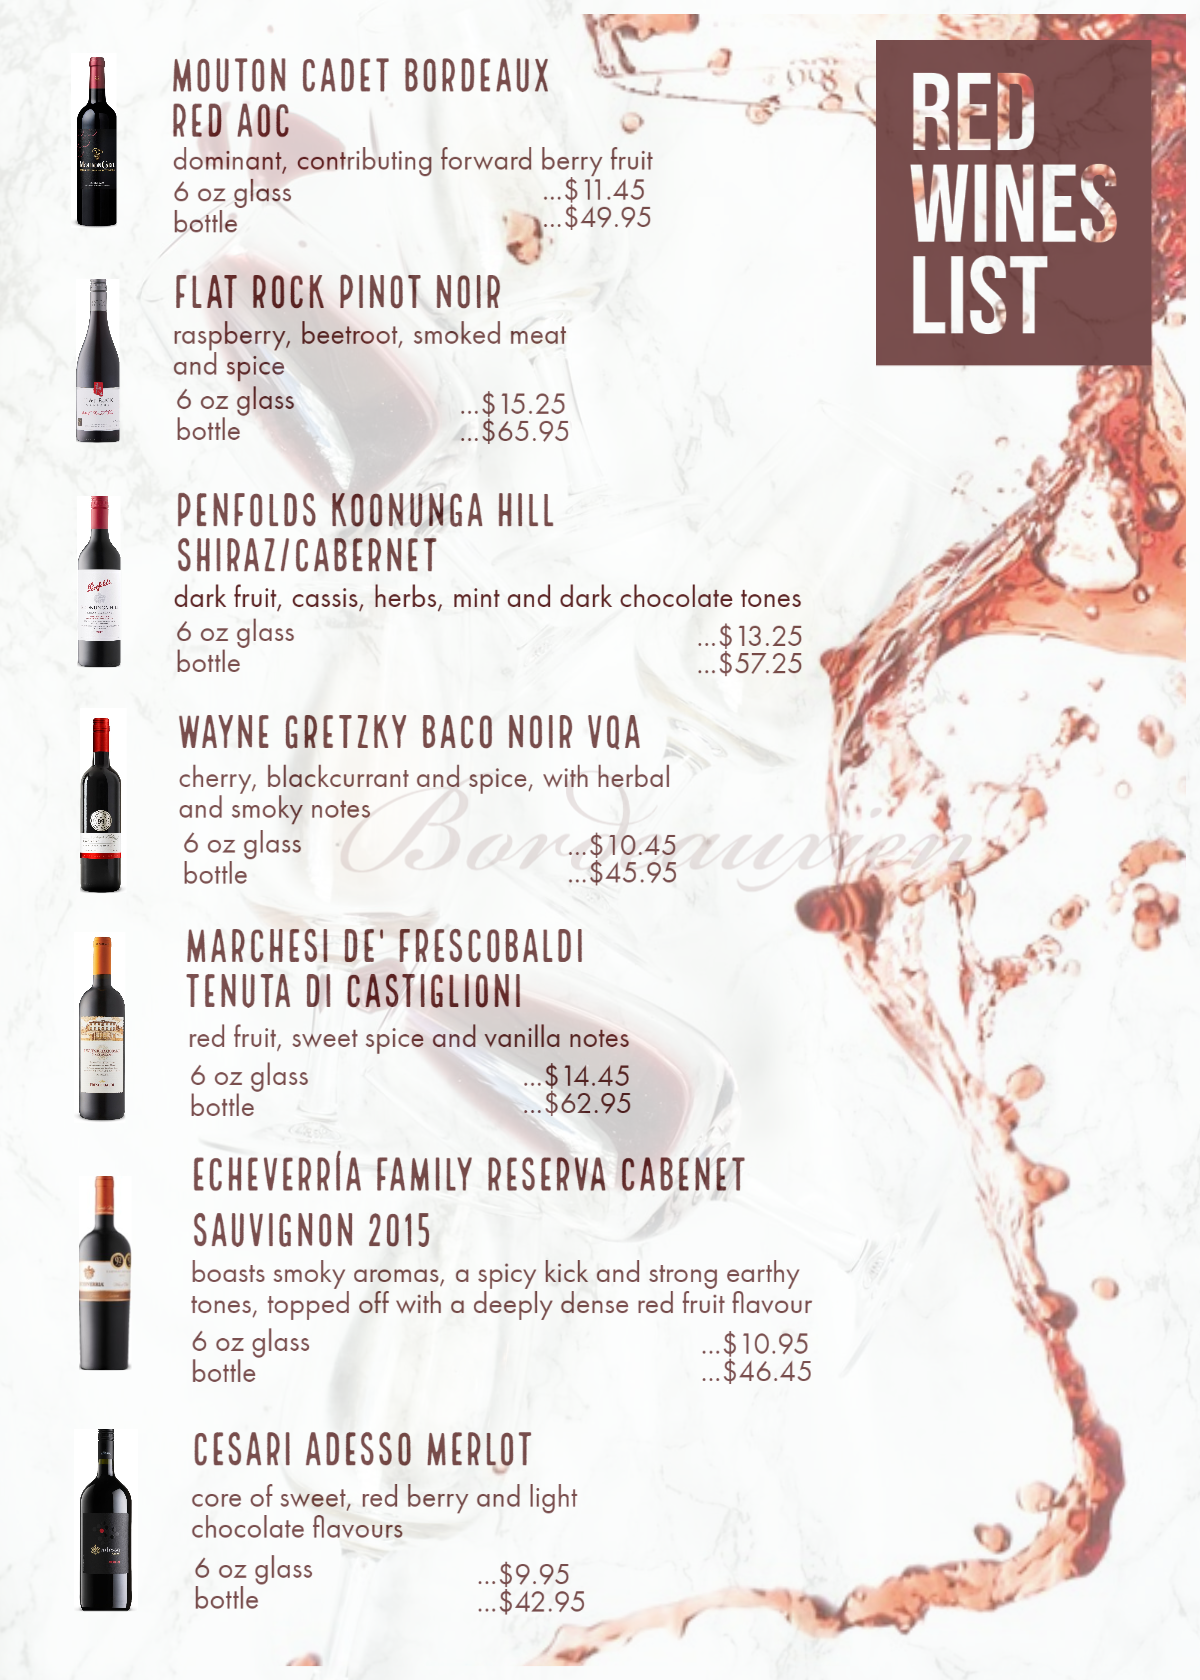 RED
WINES
LIST
MOUTON CADET BORDEAUX
RED AOC
dominant, contributing forward berry fruit
6 oz glass ...$11.45
bottle ...$49.95
FLAT ROCK PINOT NOIR
raspberry, beetroot, smoked meat
and spice
6 oz glass ...$15.25
bottle ...$65.95
PENFOLDS KOONUNGA HILL
SHIRAZ/CABERNET
dark fruit, cassis, herbs, mint and dark chocolate tones
6 oz glass ...$13.25
bottle ...$57.25
WAYNE GRETZKY BACO NOIR VQA
cherry, blackcurrant and spice, with herbal
and smoky notes
Bordeauxien
6 oz glass ...$10.45
bottle ...$45.95
MARCHESI DE' FRESCOBALDI
TENUTA DI CASTIGLIONI
red fruit, sweet spice and vanilla notes
6 oz glass ...$14.45
bottle ...$62.95
ECHEVERRÍA FAMILY RESERVA CABENET
SAUVIGNON 2015
boasts smoky aromas, a spicy kick and strong earthy
tones, topped off with a deeply dense red fruit flavour
6 oz glass ...$10.95
bottle ...$46.45
CESARI ADESSO MERLOT
core of sweet, red berry and light
chocolate flavours
6 oz glass ...$9.95
bottle ...$42.95